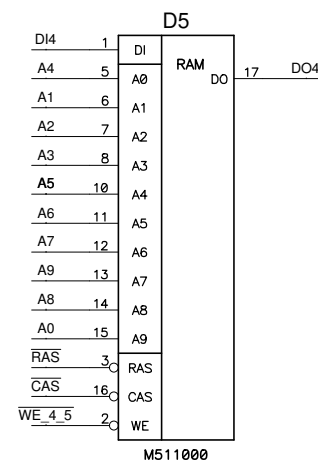 D5
DI4 1 DI RAM
A4 5 A0 DO 17 DO4
A1 6 A1
A2 7 A2
A3 8 A3
A5 10 A4
A6 11 A5
A7 12 A6
A9 13 A7
A8 14 A8
A0 15 A9
RAS 3 RAS
CAS 16 CAS
WE_4_5 2 WE
M511000